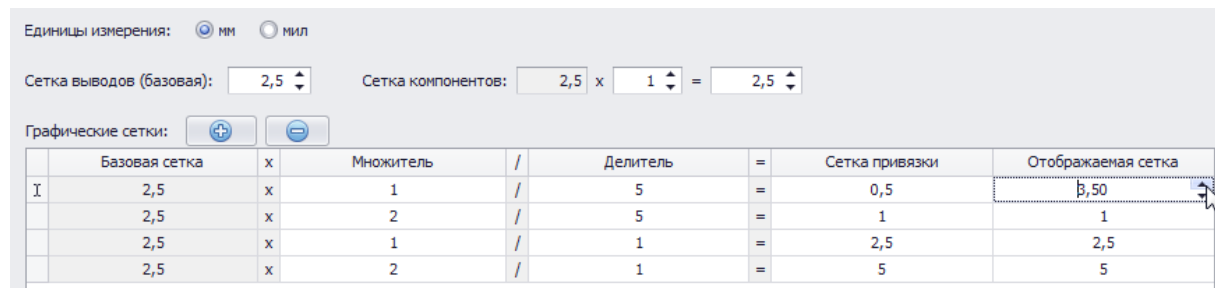 Единицы измерения: мм мил
Сетка выводов (базовая): 2,5 Сетка компонентов: 2,5 x 1 = 2,5
Графические сетки:
Базовая сетка x Множитель / Делитель = Сетка привязки Отображаемая сетка
2,5 x 1 / 5 = 0,5 3,50
2,5 x 2 / 5 = 1 1
2,5 x 1 / 1 = 2,5 2,5
2,5 x 2 / 1 = 5 5